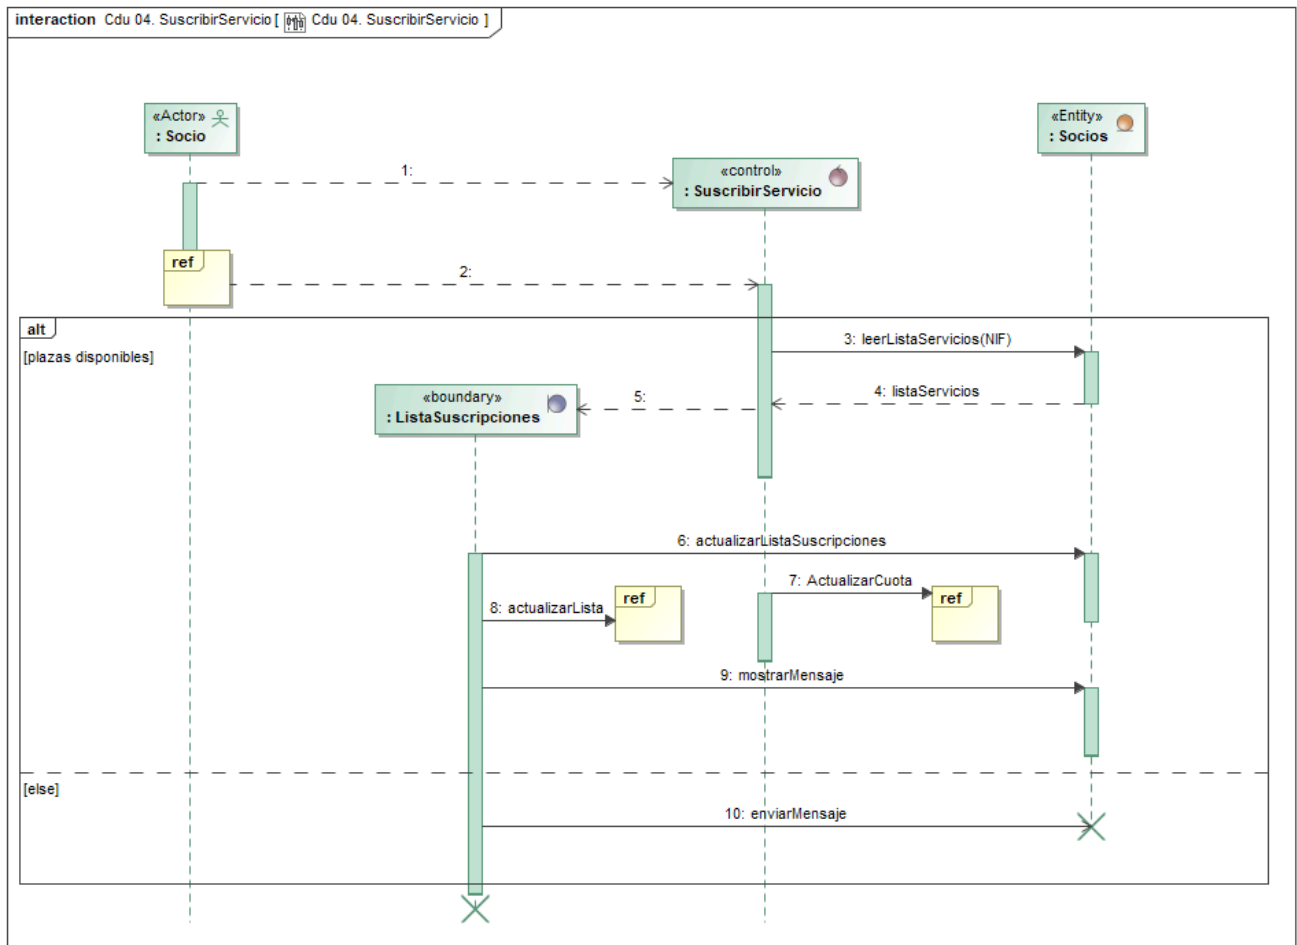 interaction Cdu 04. SuscribirServicio [ Cdu 04. SuscribirServicio ]
«Actor»
: Socio
«Entity»
: Socios
1:
«control»
: SuscribirServicio
ref
2:
alt
[plazas disponibles]
3: leerListaServicios(NIF)
4: listaServicios
5:
«boundary»
: ListaSuscripciones
6: actualizarListaSuscripciones
7: ActualizarCuota
ref
ref
8: actualizarLista
9: mostrarMensaje
[else]
10: enviarMensaje